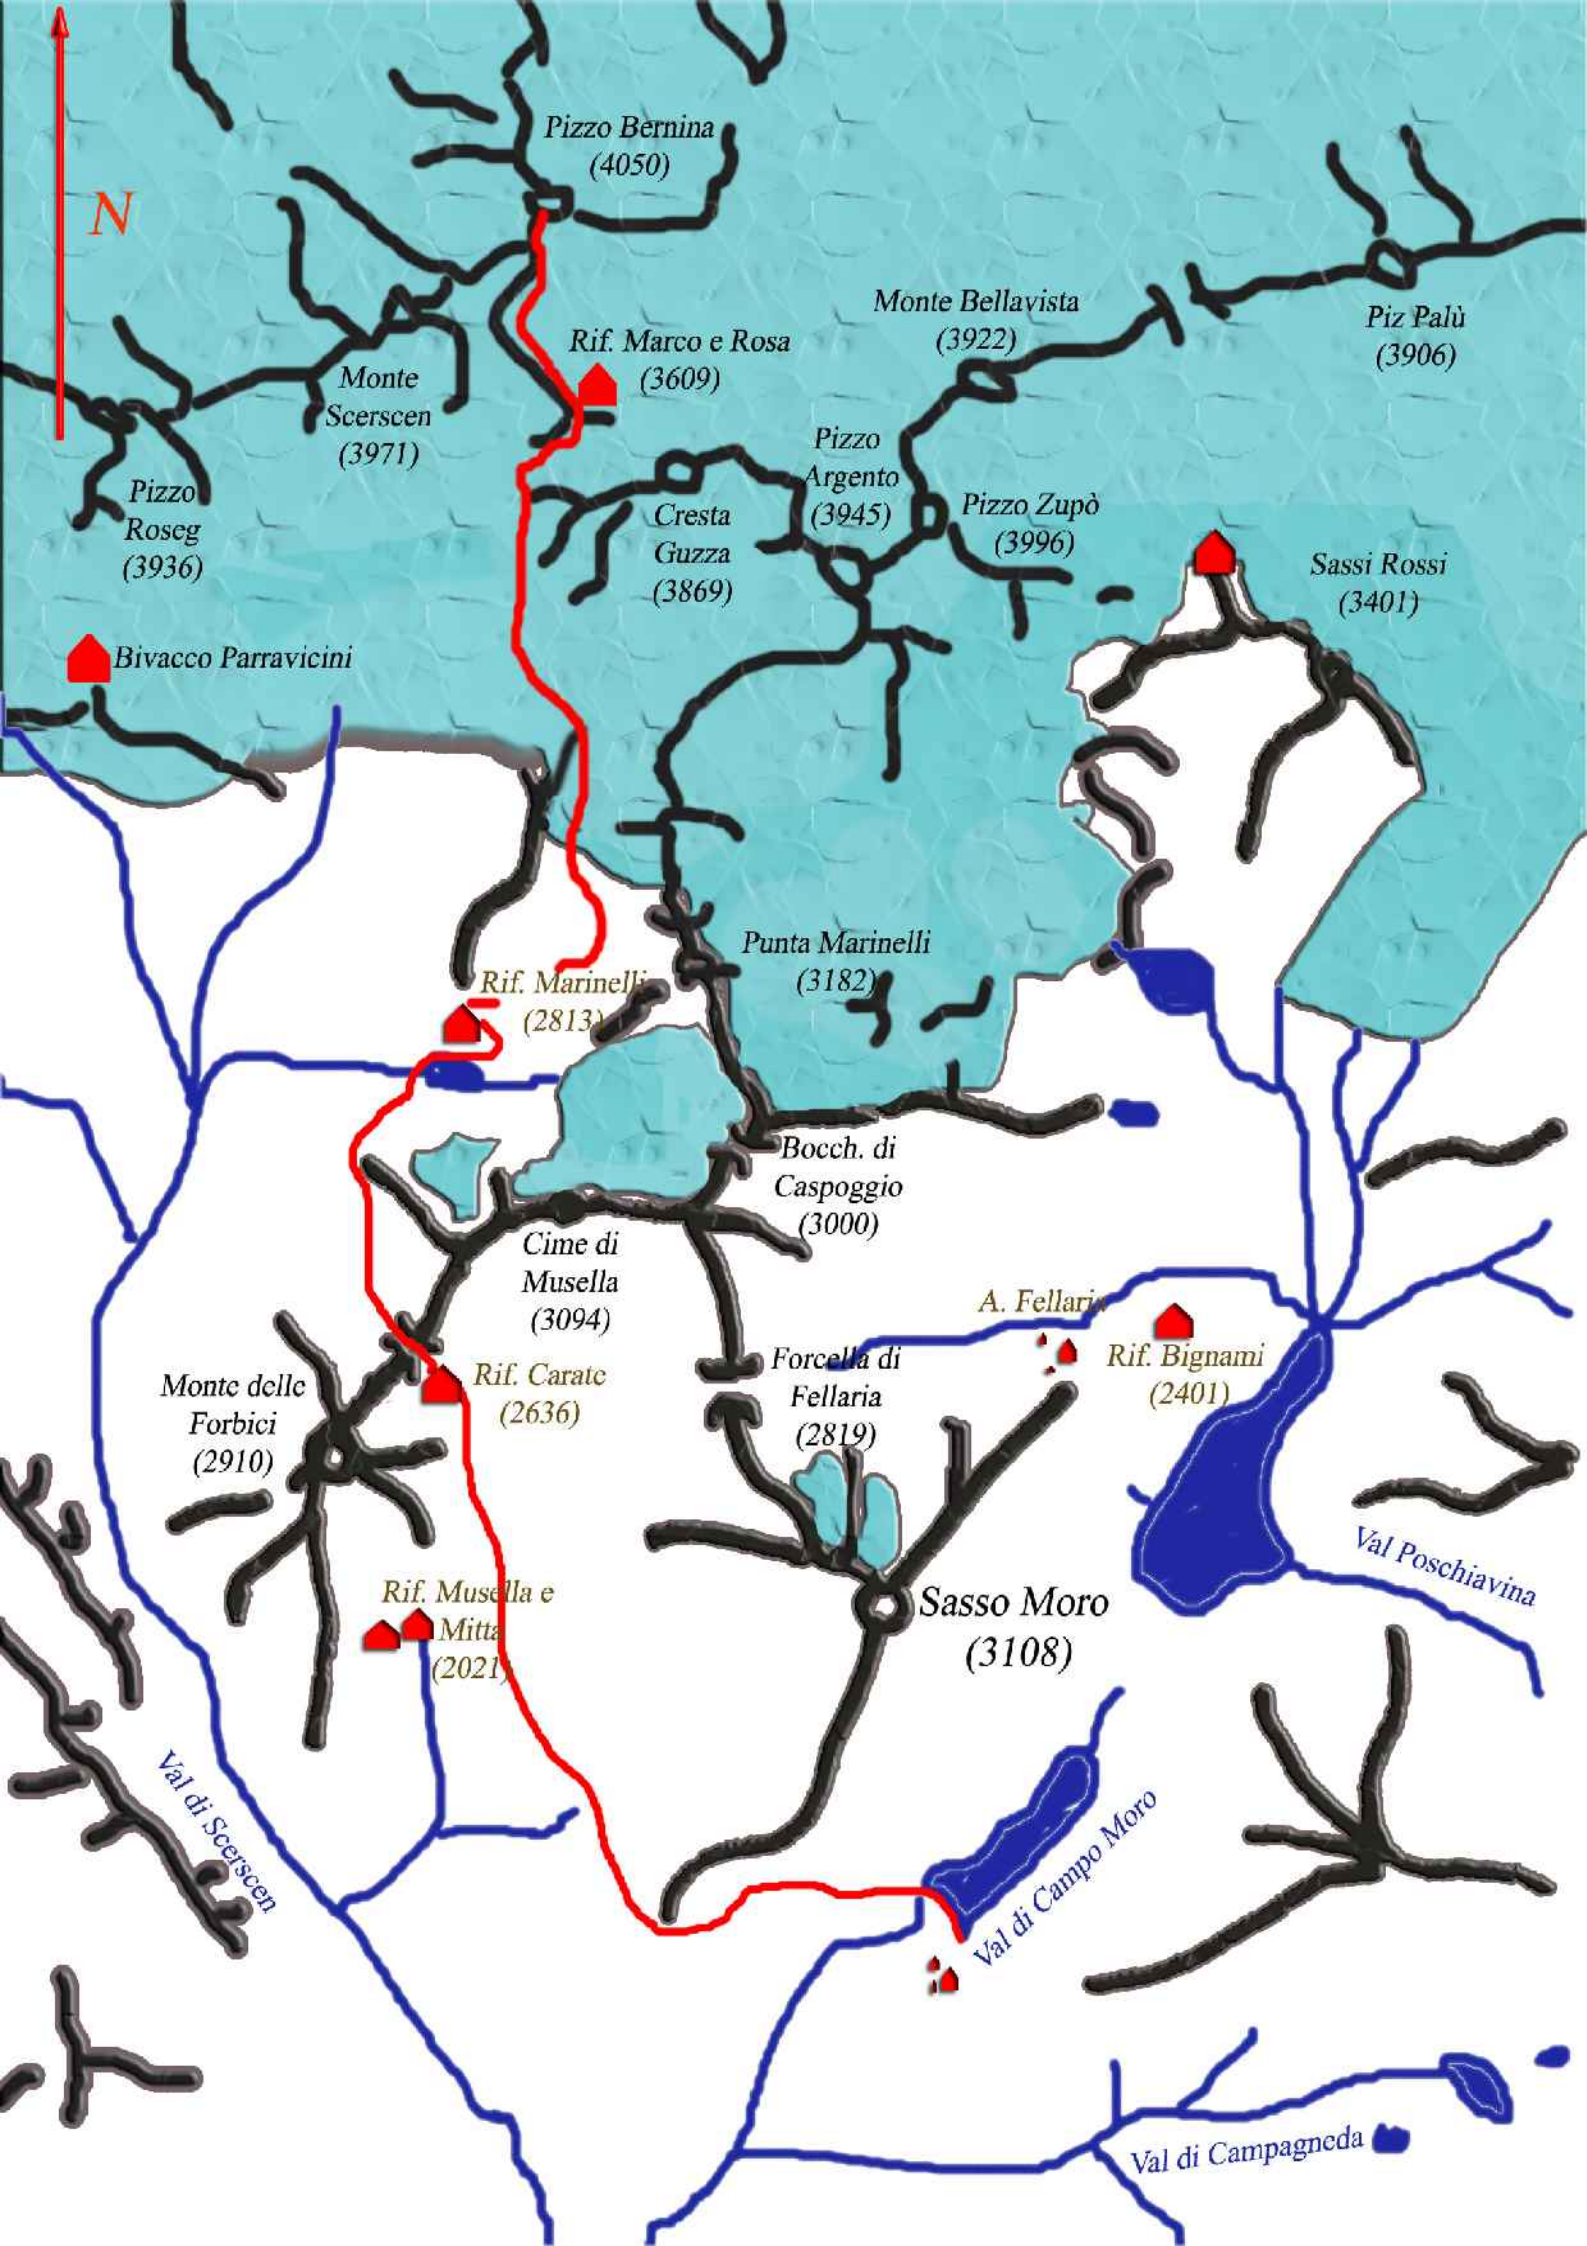 N
Pizzo Bernina
(4050)
Monte Bellavista
(3922)
Piz Palù
(3906)
Rif. Marco e Rosa
(3609)
Monte
Scerscen
(3971)
Pizzo
Roseg
(3936)
Pizzo
Argento
(3945)
Cresta
Guzza
(3869)
Pizzo Zupò
(3996)
Sassi Rossi
(3401)
Bivacco Parravicini
Punta Marinelli
(3182)
Rif. Marinelli
(2813)
Bocch. di
Caspoggio
(3000)
Cime di
Musella
(3094)
A. Fellaria
Rif. Bignami
(2401)
Forcella di
Fellaria
(2819)
Rif. Carate
(2636)
Monte delle
Forbici
(2910)
Val Poschiavina
Rif. Musella e
Mitta
(2021)
Sasso Moro
(3108)
Val di Scerscen
Val di Campo Moro
Val di Campagneda